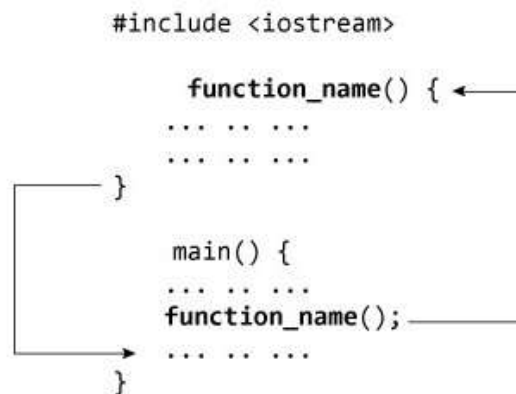 #include <iostream>
function_name() {
... .. ...
... .. ...
}
main() {
... .. ...
function_name();
... .. ...
}